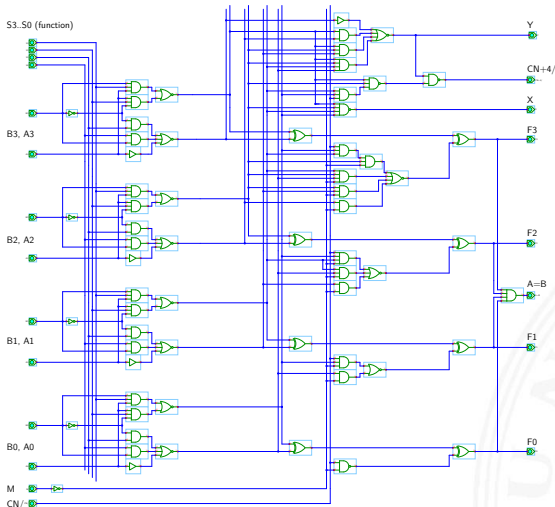 S3..S0 (function)
Y
CN+4/
X
B3, A3
F3
B2, A2
F2
A=B
B1, A1
F1
B0, A0
F0
M
CN/